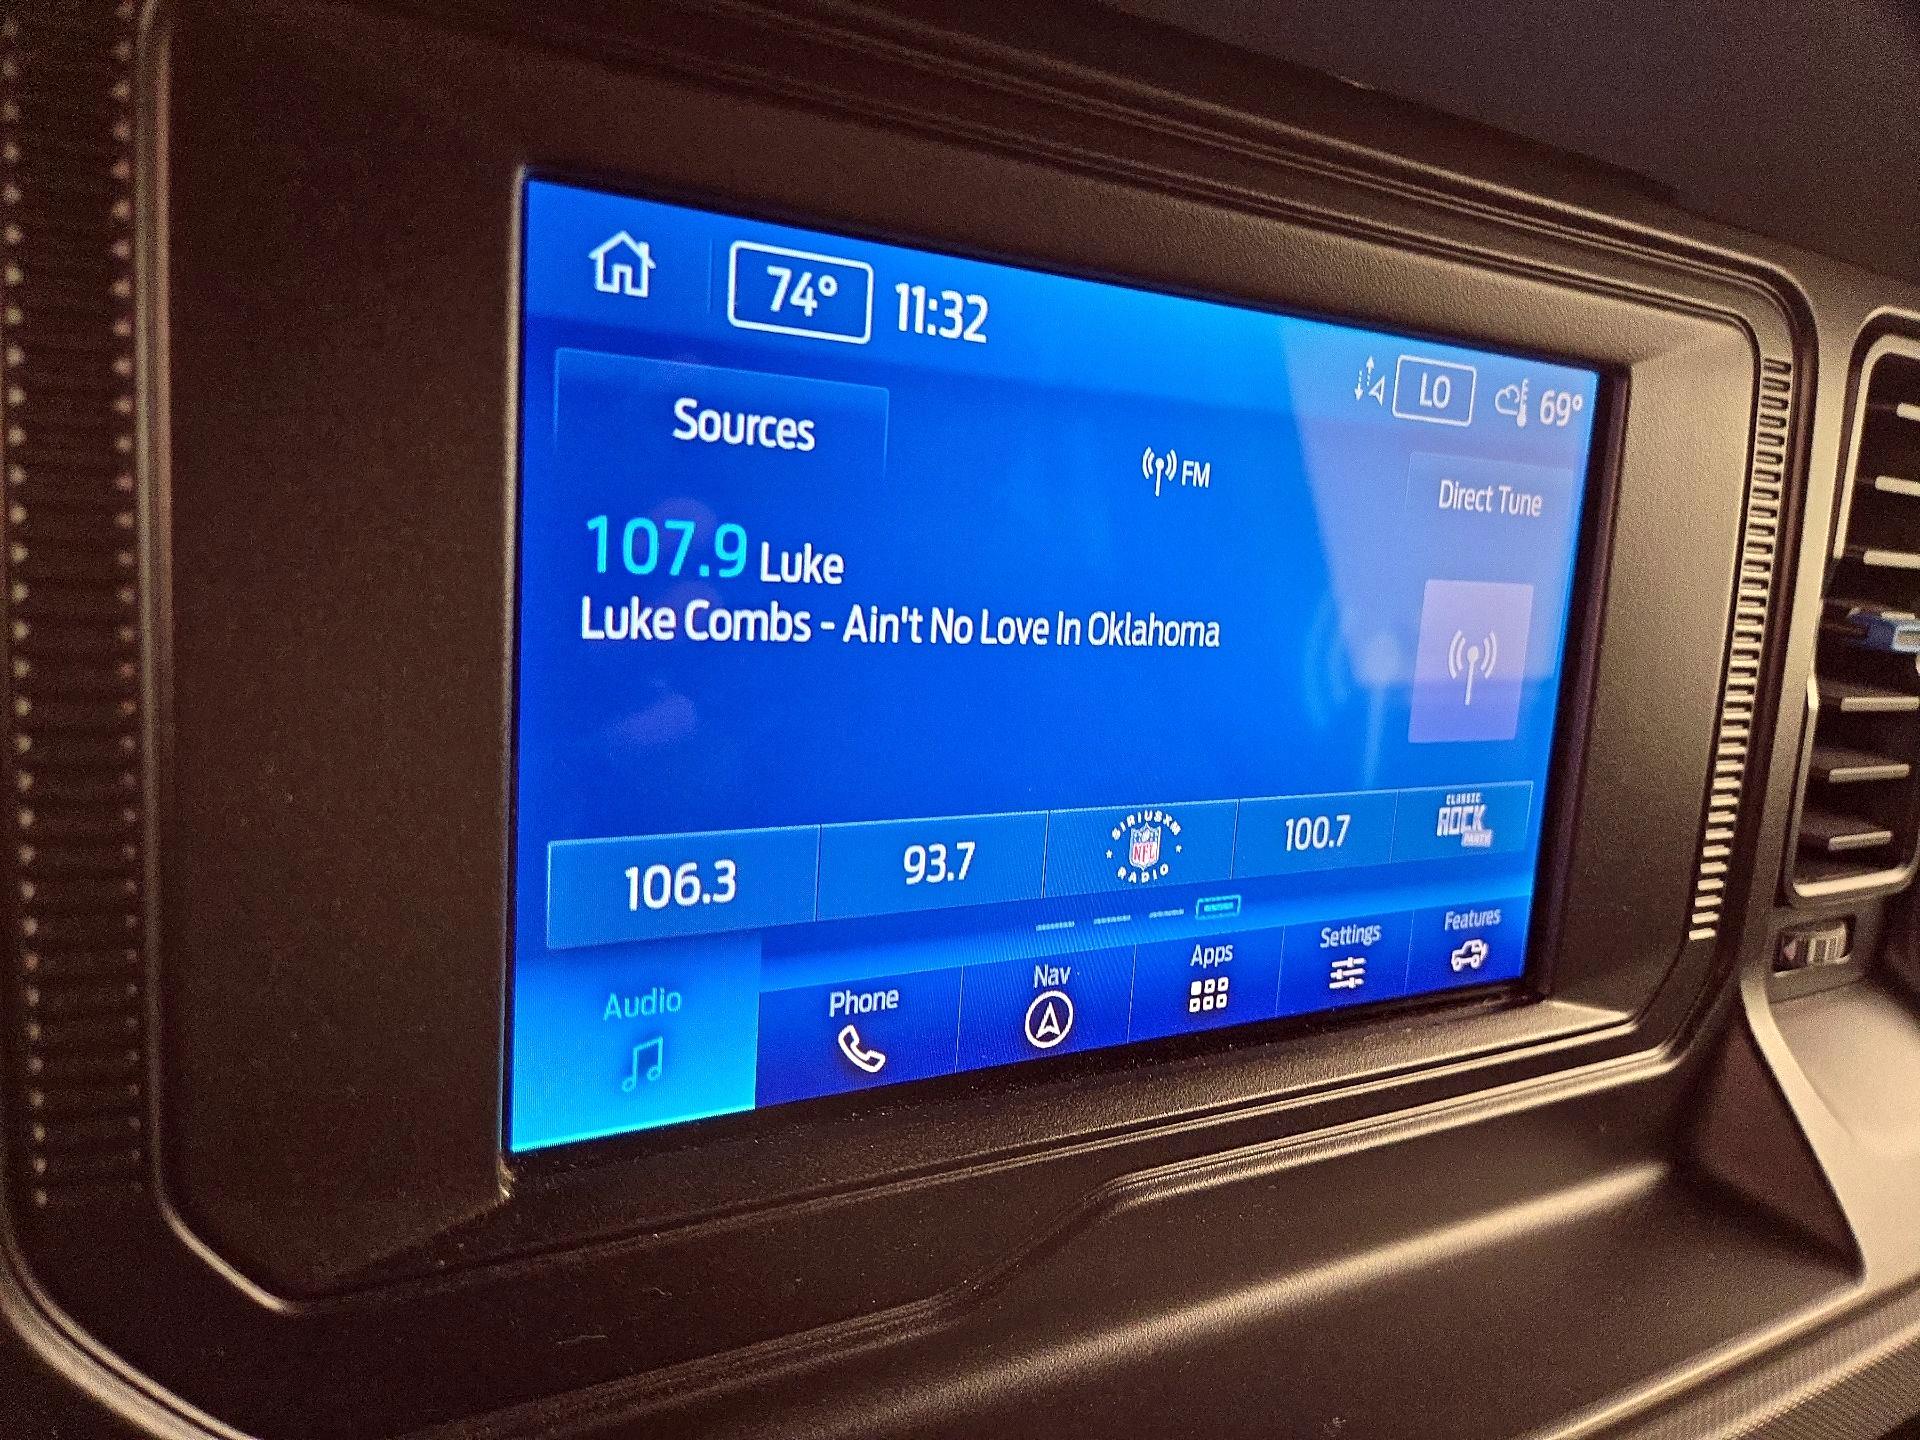 74° 11:32
LO 69°
Sources
FM
Direct Tune
107.9 Luke
Luke Combs - Ain't No Love In Oklahoma
106.3
93.7
SIRIUSXM
NFL
RADIO
100.7
CLASSIC
ROCK
PARTY
Audio
Phone
Nav
Apps
Settings
Features